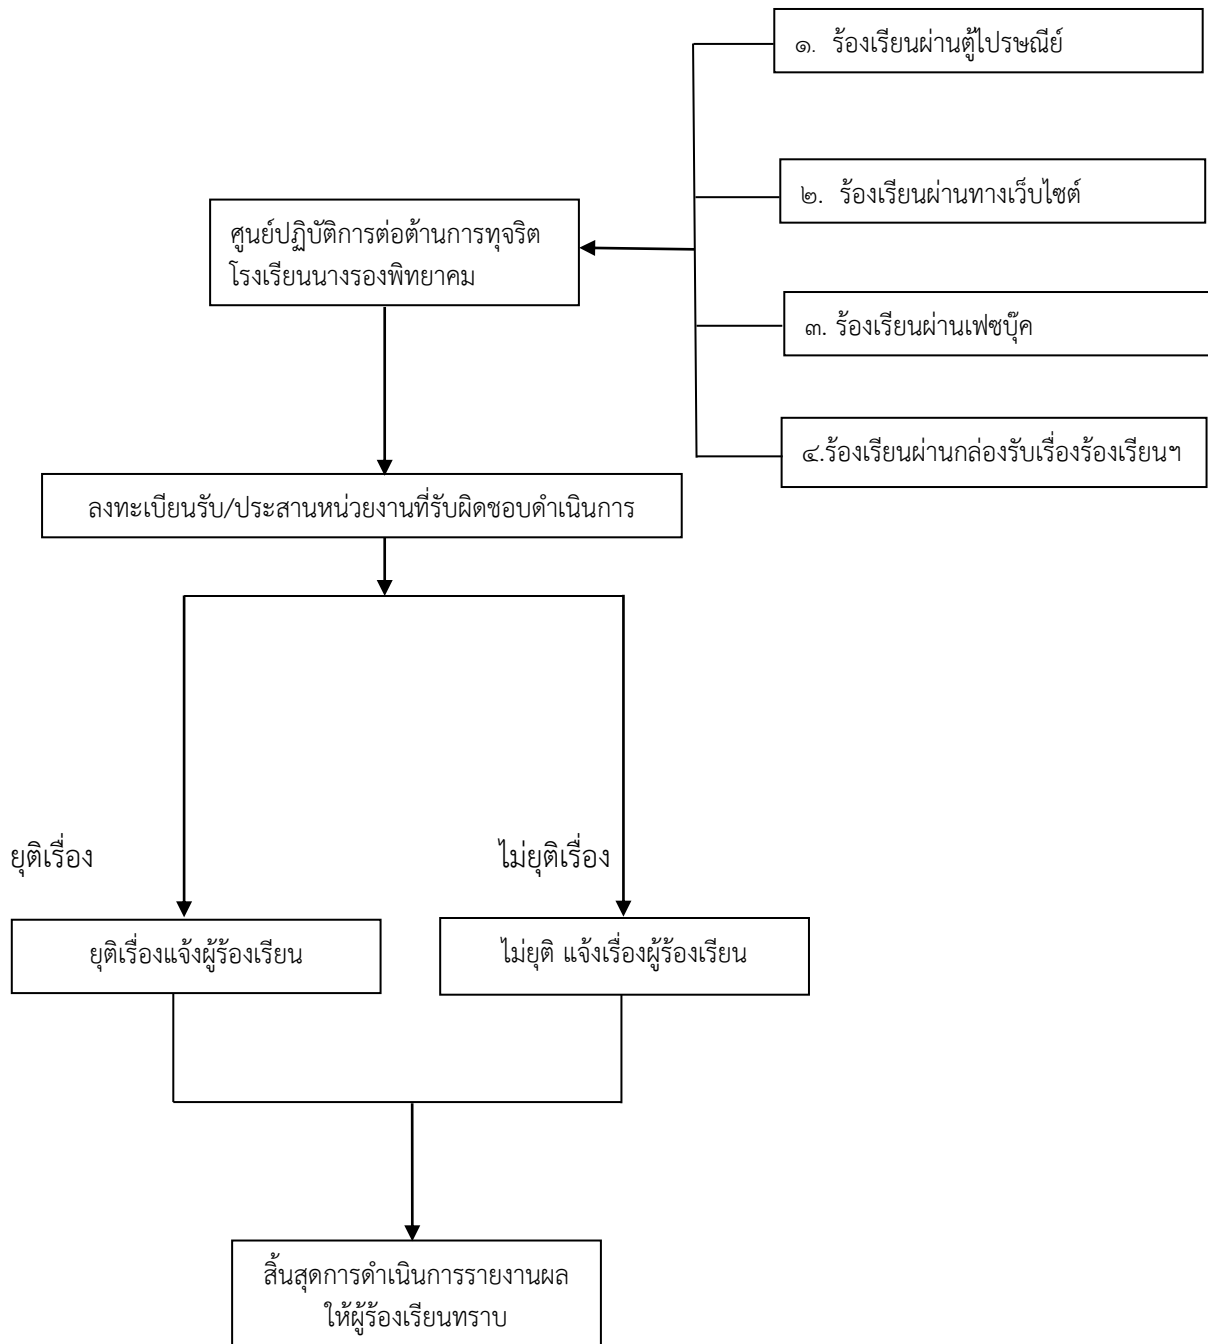 ๑. ร้องเรียนผ่านตู้ไปรษณีย์
๒. ร้องเรียนผ่านทางเว็บไซต์
ศูนย์ปฏิบัติการต่อต้านการทุจริต
โรงเรียนนางรองพิทยาคม
๓. ร้องเรียนผ่านเฟซบุ๊ค
๔.ร้องเรียนผ่านกล่องรับเรื่องร้องเรียนฯ
ลงทะเบียนรับ/ประสานหน่วยงานที่รับผิดชอบดำเนินการ
ยุติเรื่อง
ไม่ยุติเรื่อง
ยุติเรื่องแจ้งผู้ร้องเรียน
ไม่ยุติ แจ้งเรื่องผู้ร้องเรียน
สิ้นสุดการดำเนินการรายงานผล
ให้ผู้ร้องเรียนทราบ